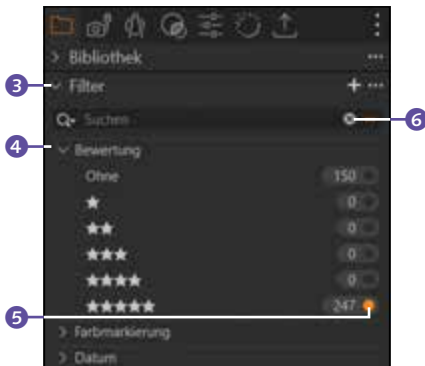 Bibliothek
3 Filter
Suchen 6
4 Bewertung
Ohne 150
★ 0
★★ 0
★★★ 0
★★★★ 0
5 ★★★★★ 247
Farbmarkierung
Datum